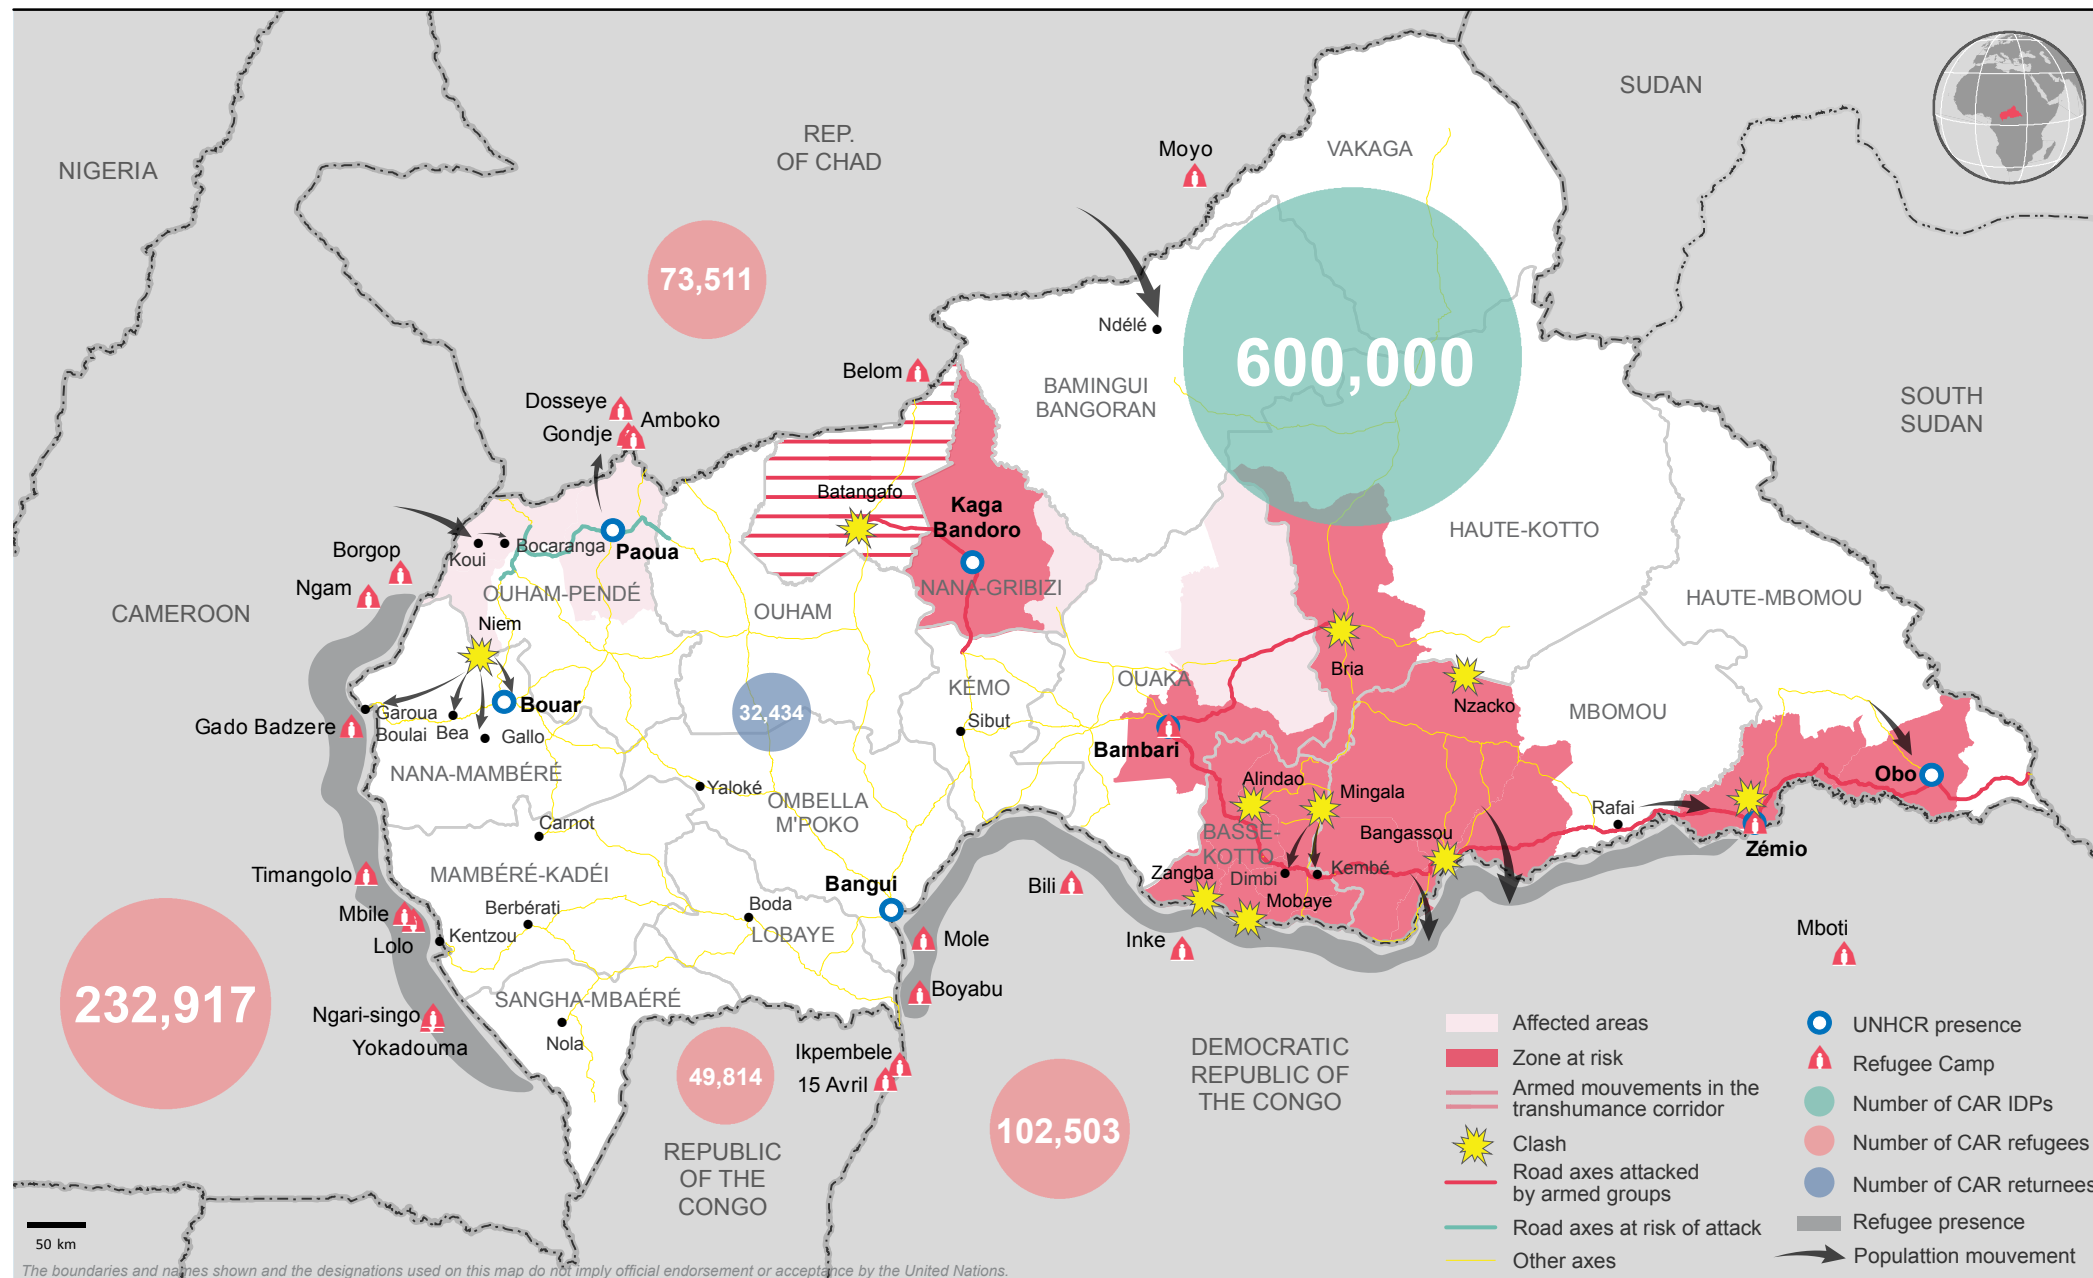 SUDAN
REP.
OF CHAD
NIGERIA
Moyo
VAKAGA
73,511
Ndélé
600,000
Belom
BAMINGUI
BANGORAN
SOUTH
SUDAN
Dosseye
Amboko
Gondje
Batangafo
Kaga
Bandoro
HAUTE-KOTTO
Borgop
Koui
Bocaranga
Paoua
Ngam
OUHAM-PENDÉ
NANA-GRIBIZI
HAUTE-MBOMOU
CAMEROON
OUHAM
Niem
Bria
OUAKA
KÉMO
Nzacko
MBOMOU
Bouar
32,434
Sibut
Gado Badzere
Garoua
Boulai
Bea
Gallo
Bambari
NANA-MAMBÉRÉ
Obo
Alindao
Mingala
Yaloké
OMBELLA
M'POKO
Rafai
Carnot
BASSE-
KOTTO
Bangassou
Zémio
MAMBÉRÉ-KADÉI
Timangolo
Zangba
Dimbi
Kembé
Bangui
Bili
Mobaye
Mbile
Berbérati
Boda
Lolo
Kentzou
LOBAYE
Mole
Inke
Mboti
232,917
SANGHA-MBAÉRÉ
Boyabu
Ngari-singo
Yokadouma
Nola
Ikpembele
15 Avril
49,814
DEMOCRATIC
REPUBLIC OF
THE CONGO
102,503
REPUBLIC
OF THE
CONGO
Affected areas
Zone at risk
Armed mouvements in the
transhumance corridor
Clash
Road axes attacked
by armed groups
Road axes at risk of attack
Other axes
UNHCR presence
Refugee Camp
Number of CAR IDPs
Number of CAR refugees
Number of CAR returnees
Refugee presence
Populattion mouvement
50 km
The boundaries and names shown and the designations used on this map do not imply official endorsement or acceptance by the United Nations.